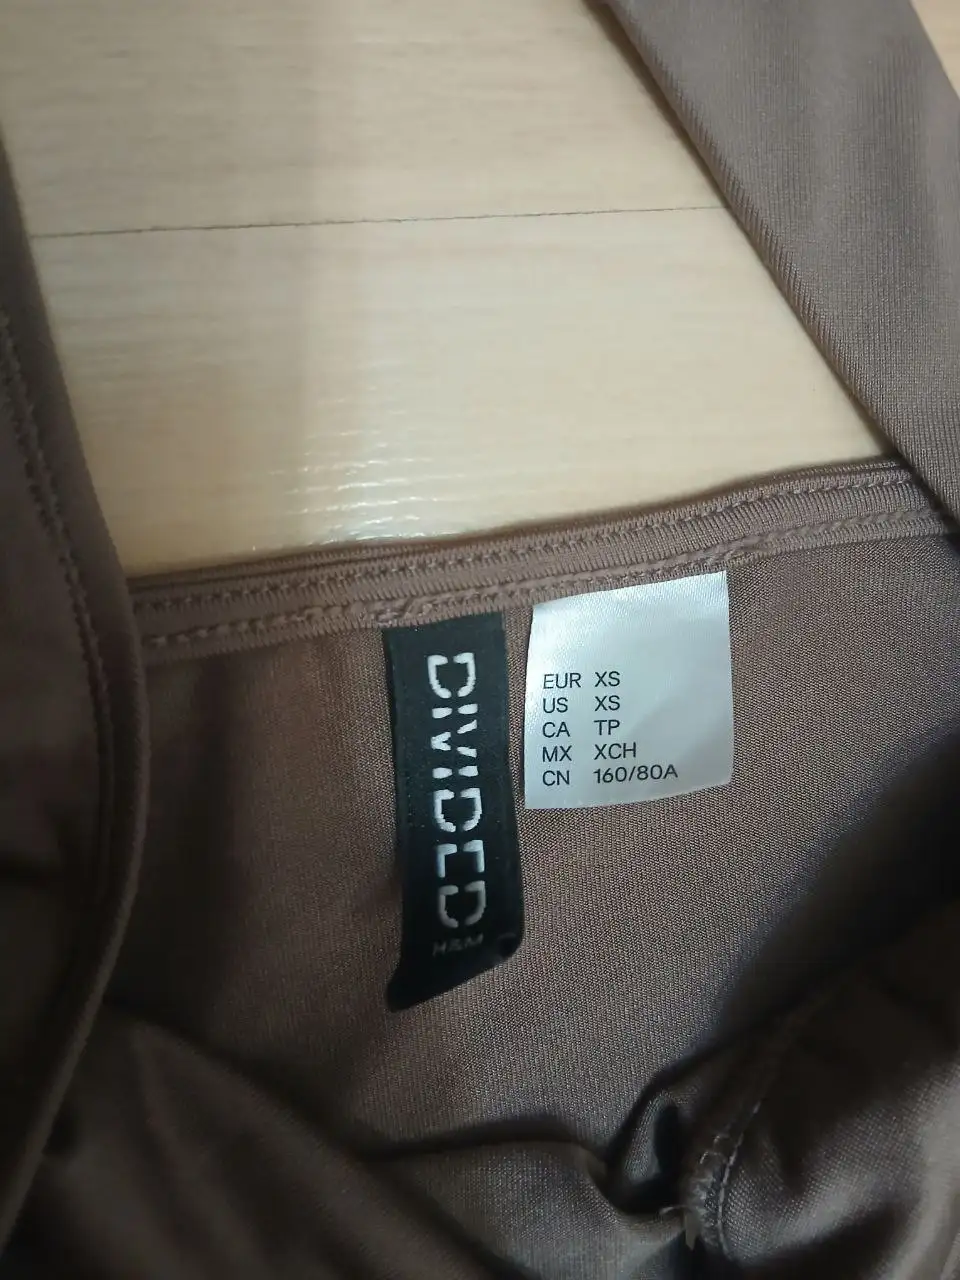 DIVIDED
H&M
EUR XS
US XS
CA TP
MX XCH
CN 160/80A